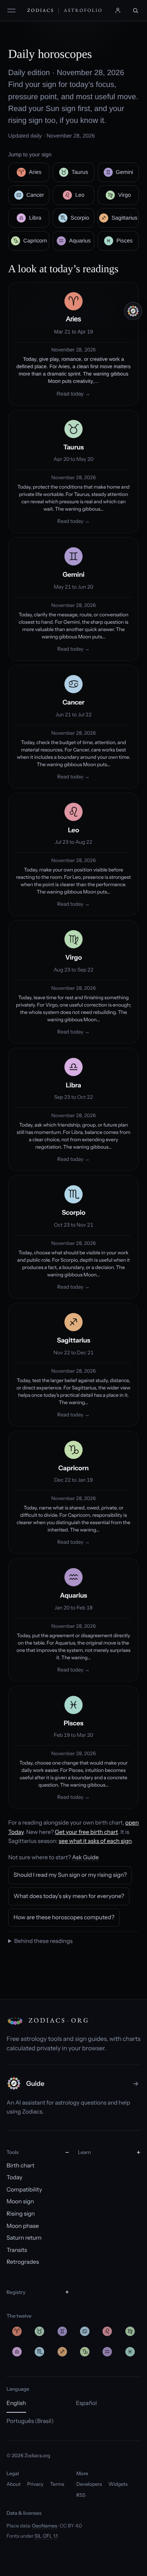 ZODIACS | ASTROFOLIO
Daily horoscopes
Daily edition · November 28, 2026
Find your sign for today's focus,
pressure point, and most useful move.
Read your Sun sign first, and your
rising sign too, if you know it.
Updated daily · November 28, 2026
Jump to your sign
Aries Taurus Gemini
Cancer Leo Virgo
Libra Scorpio Sagittarius
Capricorn Aquarius Pisces
A look at today's readings
Aries
Mar 21 to Apr 19
November 28, 2026
Today, give play, romance, or creative work a
defined place. For Aries, a clean first move helps
more than a dramatic sprint. The waning gibbous
Moon puts creativity,...
Read today →
Taurus
Apr 20 to May 20
November 28, 2026
Today, protect the conditions that make home and
private life workable. For Taurus, steady attention
can reveal which resource is real and which can
wait. The waning gibbous...
Read today →
Gemini
May 21 to Jun 20
November 28, 2026
Today, clarify the message, route, or conversation
closest to hand. For Gemini, the sharp question is
more valuable than another quick answer. The
waning gibbous Moon puts...
Read today →
Cancer
Jun 21 to Jul 22
November 28, 2026
Today, check the budget of time, attention, and
material resources. For Cancer, care works best
when it includes a boundary around your own time.
The waning gibbous Moon puts...
Read today →
Leo
Jul 23 to Aug 22
November 28, 2026
Today, make your own position visible before
reacting to the room. For Leo, presence is strongest
when the point is clearer than the performance.
The waning gibbous Moon puts...
Read today →
Virgo
Aug 23 to Sep 22
November 28, 2026
Today, leave time for rest and something unshown
privately. For Virgo, one useful correction is enough;
the whole system does not need rebuilding. The
waning gibbous Moon...
Read today →
Libra
Sep 23 to Oct 22
November 28, 2026
Today, ask which friendship, group, or future plan
still has momentum. For Libra, balance comes from
a clear choice, not from extending every
negotiation. The waning gibbous...
Read today →
Scorpio
Oct 23 to Nov 21
November 28, 2026
Today, choose what should be visible in your work
and public role. For Scorpio, depth is useful when it
produces a fact, a boundary, or a decision. The
waning gibbous Moon...
Read today →
Sagittarius
Nov 22 to Dec 21
November 28, 2026
Today, test the larger belief against study, distance,
or direct experience. For Sagittarius, the wider view
helps once today's practical detail has a place in it.
The waning...
Read today →
Capricorn
Dec 22 to Jan 19
November 28, 2026
Today, name what is shared, owed, private, or
difficult to divide. For Capricorn, responsibility is
clearer when you distinguish the essential from the
inherited. The waning...
Read today →
Aquarius
Jan 20 to Feb 18
November 28, 2026
Today, put the agreement or disagreement directly
on the table. For Aquarius, the original move is the
one that improves the system, not merely surprises
it. The waning...
Read today →
Pisces
Feb 19 to Mar 20
November 28, 2026
Today, choose one change that would make your
daily work easier. For Pisces, intuition becomes
useful after it is given a boundary and a concrete
question. The waning gibbous...
Read today →
For a reading alongside your own birth chart, open
Today. New here? Get your free birth chart. It is
Sagittarius season: see what it asks of each sign.
Not sure where to start? Ask Guide
Should I read my Sun sign or my rising sign?
What does today's sky mean for everyone?
How are these horoscopes computed?
▶ Behind these readings
ZODIACS·ORG
Free astrology tools and sign guides, with charts
calculated privately in your browser.
Guide →
An AI assistant for astrology questions and help
using Zodiacs.
Tools − Learn +
Birth chart
Today
Compatibility
Moon sign
Rising sign
Moon phase
Saturn return
Transits
Retrogrades
Registry +
The twelve
Language
English Español
Português (Brasil)
© 2026 Zodiacs.org
Legal More
About Privacy Terms Developers Widgets
RSS
Data & licenses
Place data: GeoNames · CC BY 4.0
Fonts under SIL OFL 1.1